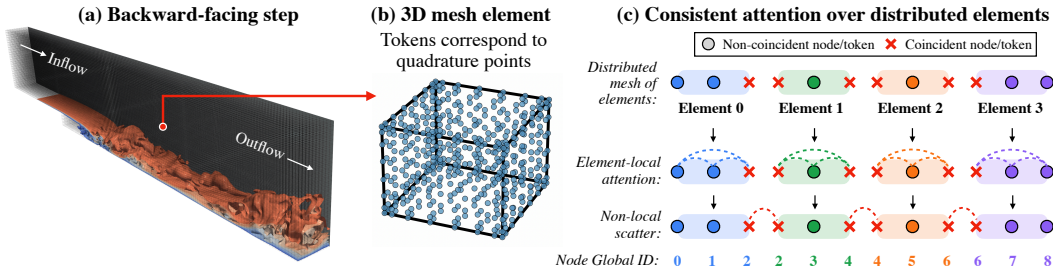 (a) Backward-facing step
Inflow
Outflow
(b) 3D mesh element
Tokens correspond to
quadrature points
(c) Consistent attention over distributed elements
Non-coincident node/token
Coincident node/token
Distributed
mesh of
elements:
Element 0
Element 1
Element 2
Element 3
Element-local
attention:
Non-local
scatter:
Node Global ID: 0 1 2 2 3 4 4 5 6 6 7 8